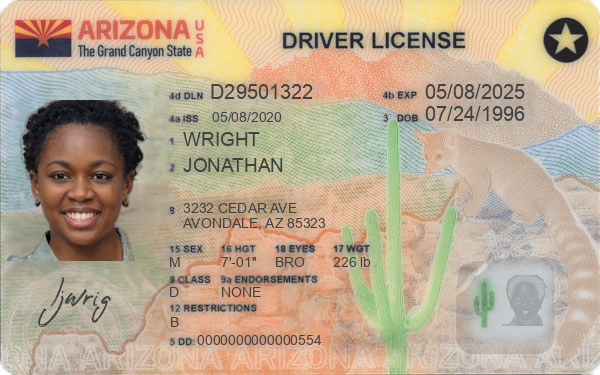 ARIZONA USA
The Grand Canyon State
DRIVER LICENSE
4d DLN D29501322
4b EXP 05/08/2025
4a ISS 05/08/2020
3 DOB 07/24/1996
1 WRIGHT
2 JONATHAN
8 3232 CEDAR AVE
AVONDALE, AZ 85323
15 SEX 16 HGT 18 EYES 17 WGT
M 7'-01" BRO 226 lb
9 CLASS 9a ENDORSEMENTS
D NONE
12 RESTRICTIONS
B
5 DD: 0000000000000554
ARIZONA ARIZONA ARIZONA ARIZONA